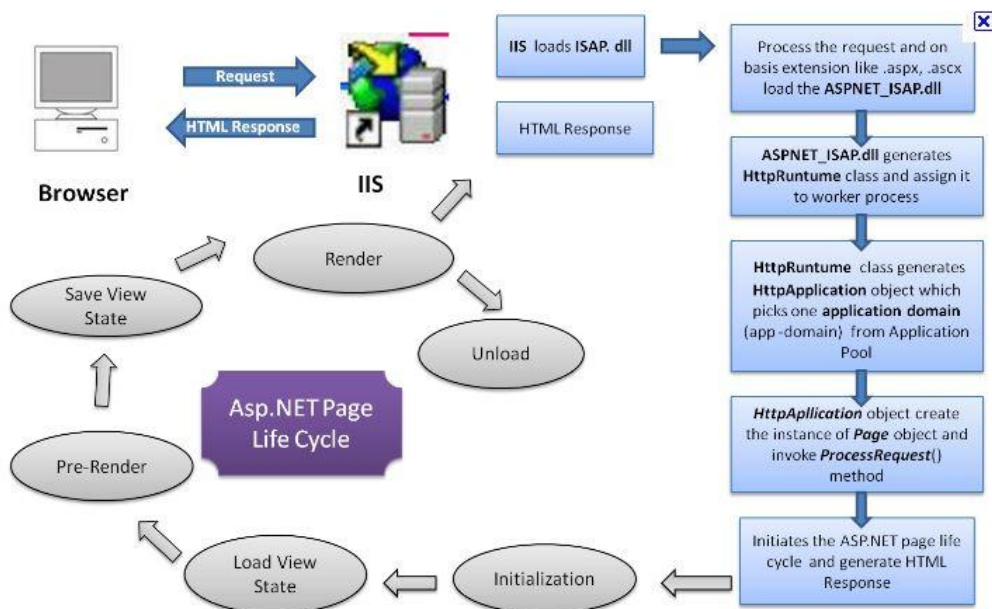 Request
HTML Response
Browser
IIS
IIS loads ISAP. dll
HTML Response
Process the request and on
basis extension like .aspx, .ascx
load the ASPNET_ISAP.dll
ASPNET_ISAP.dll generates
HttpRuntume class and assign it
to worker process
HttpRuntume class generates
HttpApplication object which
picks one application domain
(app -domain) from Application
Pool
HttpApllication object create
the instance of Page object and
invoke ProcessRequest()
method
Initiates the ASP.NET page life
cycle and generate HTML
Response
Initialization
Load View
State
Pre-Render
Save View
State
Render
Unload
Asp.NET Page
Life Cycle